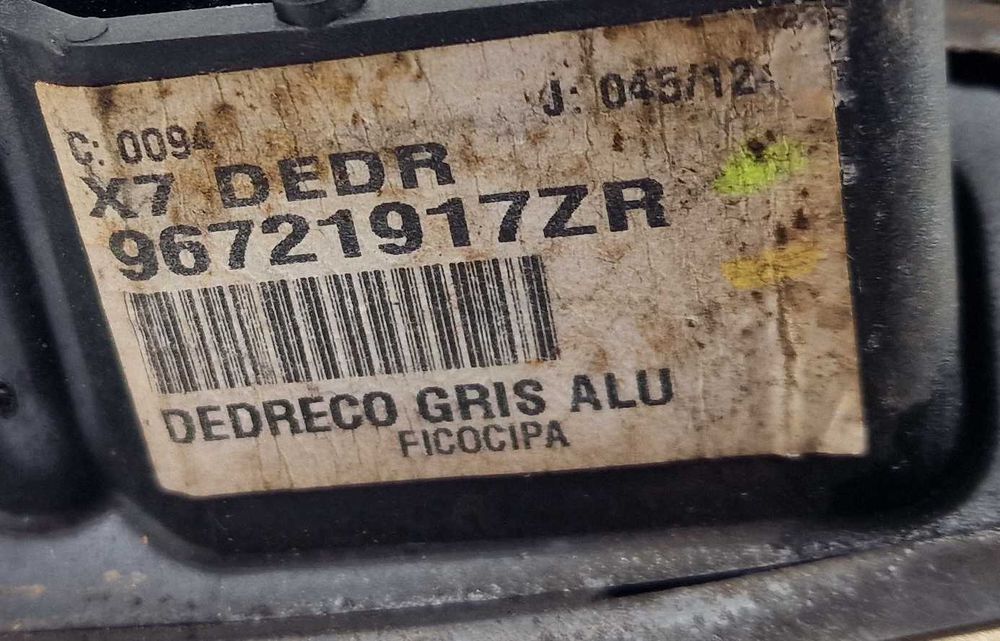 C: 0094 J: 045/12
X7 DEDR
96721917ZR
DEDRECO GRIS ALU
FICOCIPA